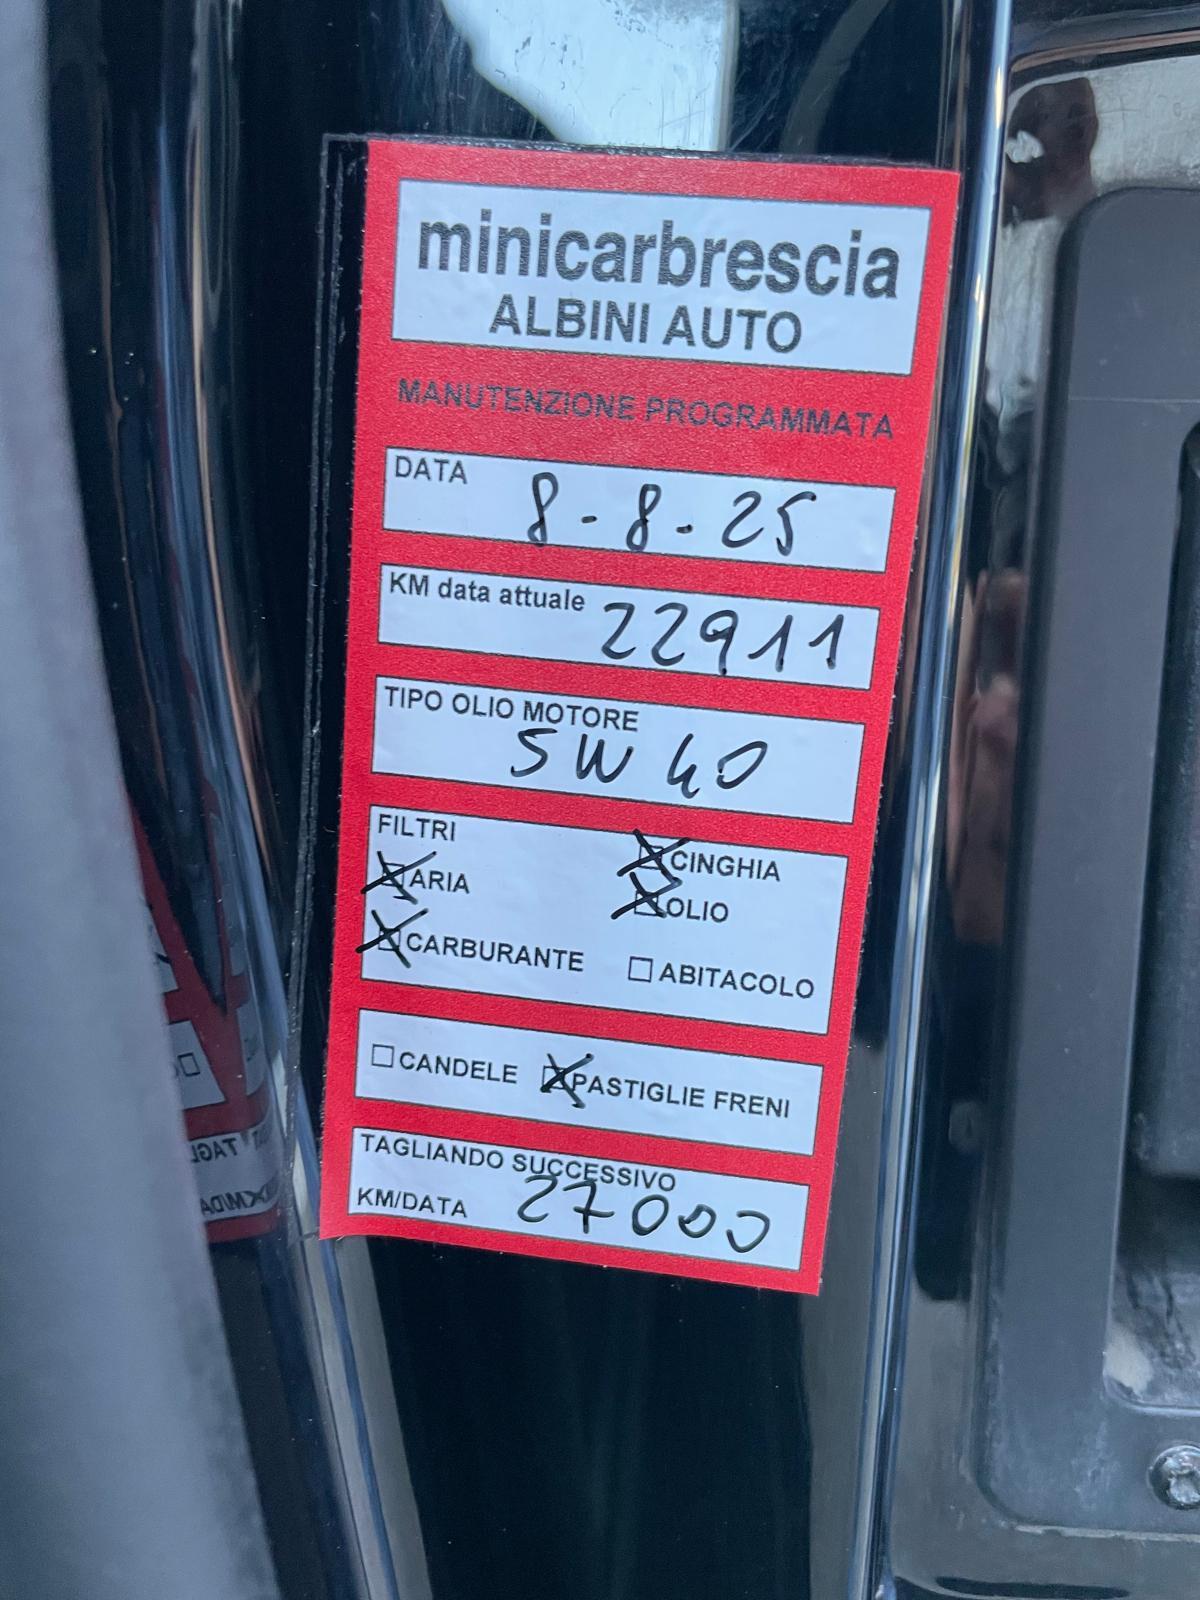 minicarbrescia
ALBINI AUTO
MANUTENZIONE PROGRAMMATA
DATA 8-8-25
KM data attuale 22911
TIPO OLIO MOTORE
5W40
FILTRI
☒ CINGHIA
☒ ARIA
☒ OLIO
☒ CARBURANTE
☐ ABITACOLO
☐ CANDELE ☒ PASTIGLIE FRENI
TAGLIANDO SUCCESSIVO
KM/DATA 27000